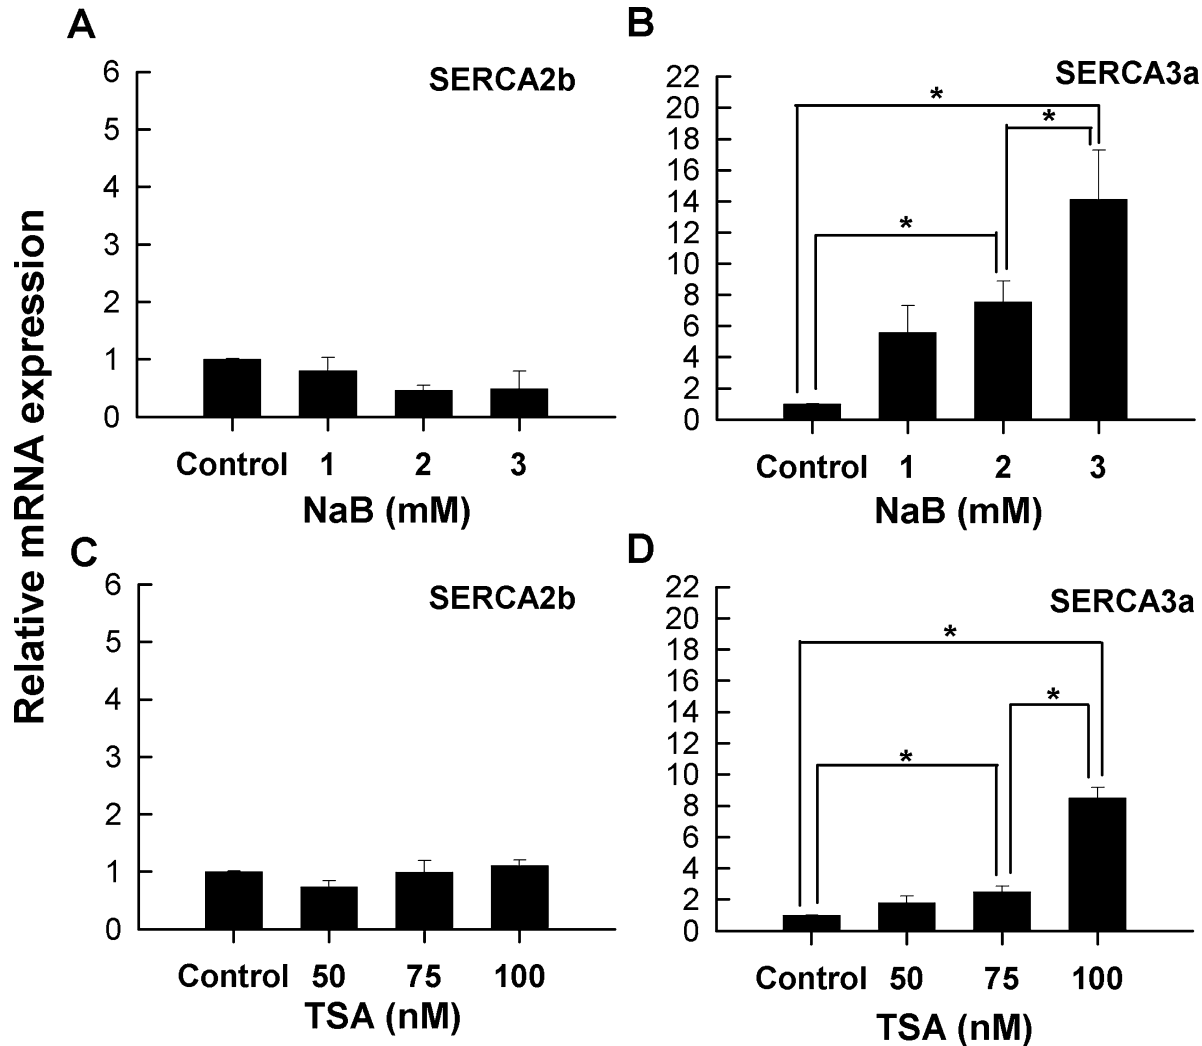 A
SERCA2b
6
5
4
3
2
1
0
Control 1 2 3
NaB (mM)
B
SERCA3a
22
20
18
16
14
12
10
8
6
4
2
0
*
*
*
Control 1 2 3
NaB (mM)
Relative mRNA expression
C
SERCA2b
6
5
4
3
2
1
0
Control 50 75 100
TSA (nM)
D
SERCA3a
22
20
18
16
14
12
10
8
6
4
2
0
*
*
*
Control 50 75 100
TSA (nM)